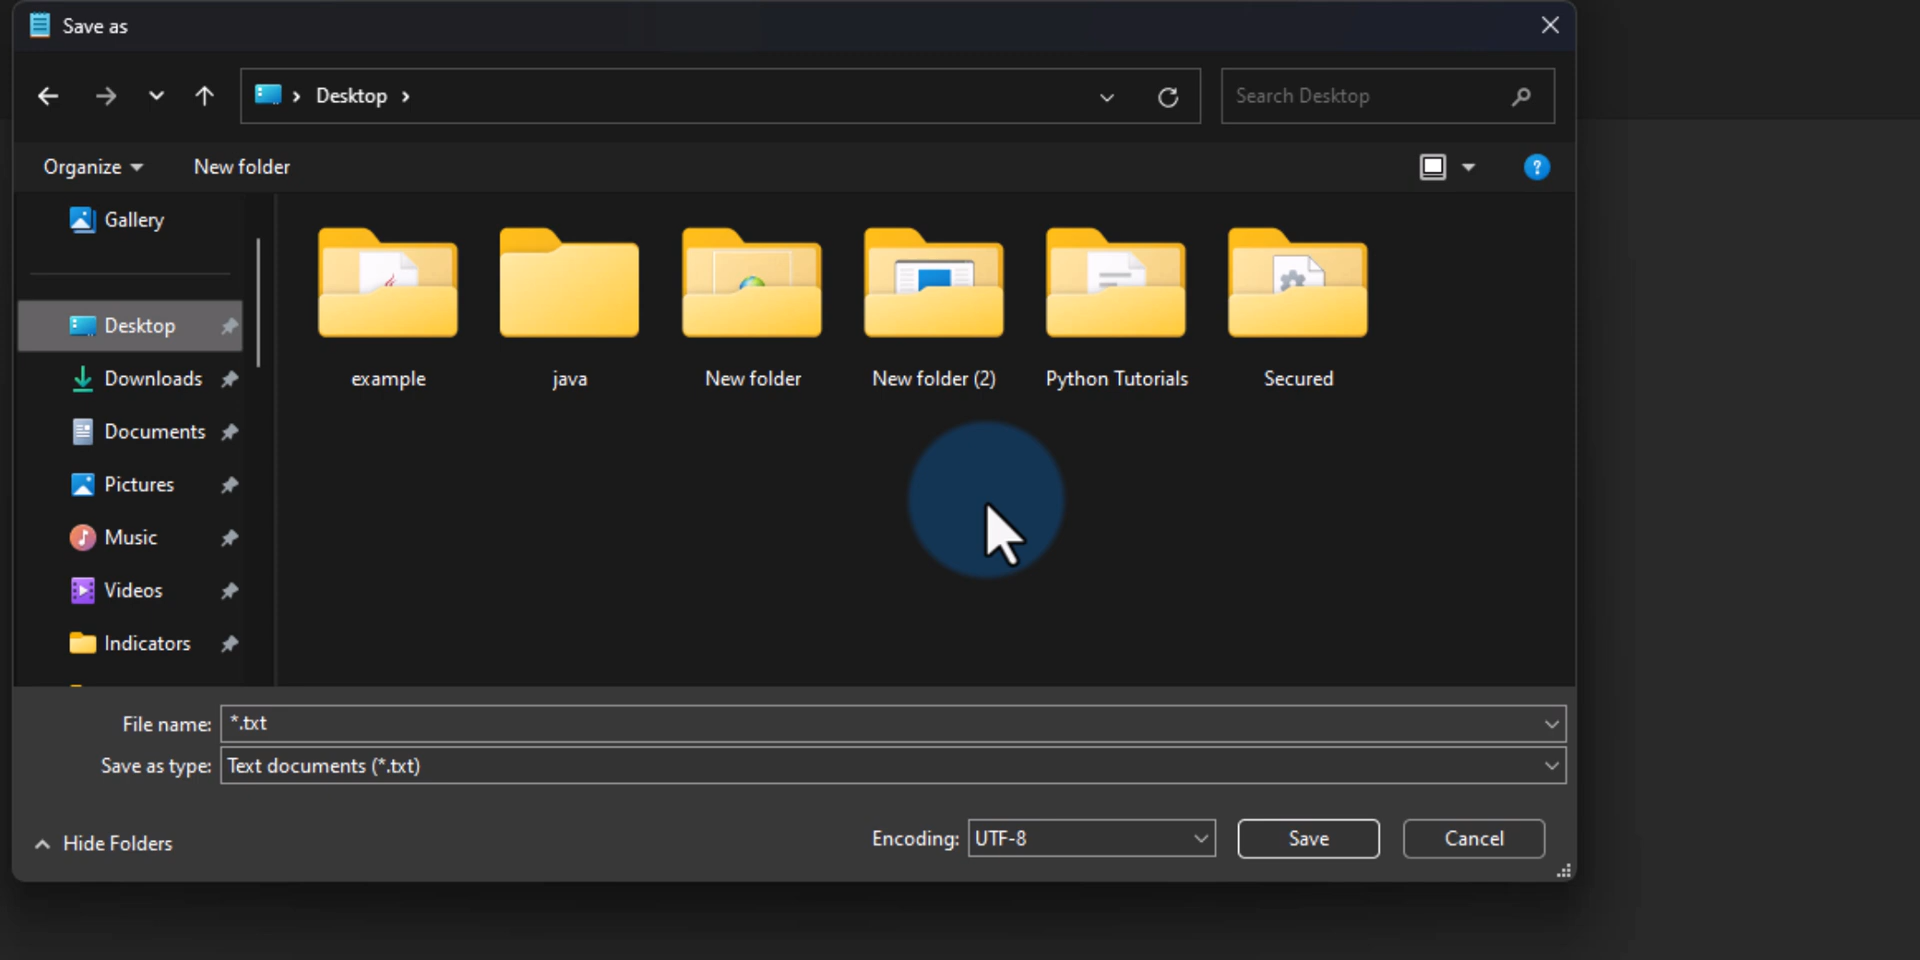 Save as
Desktop
Search Desktop
Organize
New folder
?
Gallery
Desktop
Downloads
Documents
Pictures
Music
Videos
Indicators
example
java
New folder
New folder (2)
Python Tutorials
Secured
File name:
*.txt
Save as type:
Text documents (*.txt)
Hide Folders
Encoding:
UTF-8
Save
Cancel